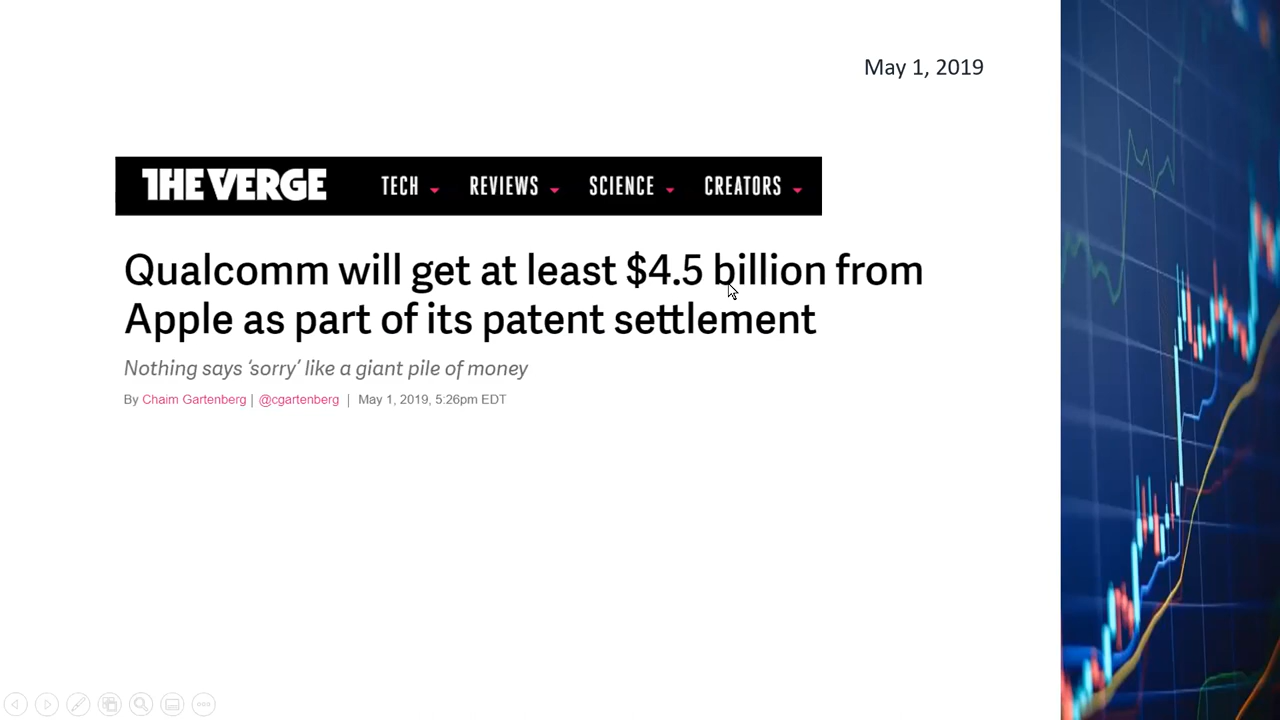 May 1, 2019
THE VERGE TECH REVIEWS SCIENCE CREATORS
Qualcomm will get at least $4.5 billion from
Apple as part of its patent settlement
Nothing says ‘sorry’ like a giant pile of money
By Chaim Gartenberg | @cgartenberg | May 1, 2019, 5:26pm EDT